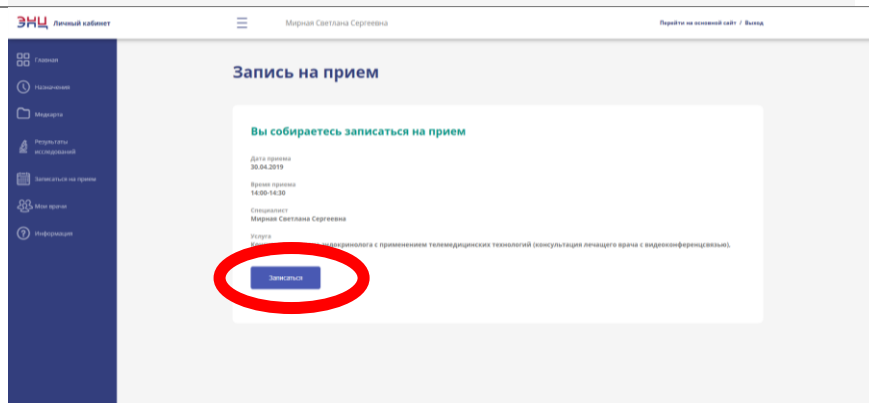 ЭНЦ Личный кабинет
Мирная Светлана Сергеевна
Перейти на основной сайт / Выход
Главная
Назначения
Медкарта
Результаты
исследований
Записаться на прием
Мои врачи
Информация
Запись на прием
Вы собираетесь записаться на прием
Дата приема
30.04.2019
Время приема
14:00-14:30
Специалист
Мирная Светлана Сергеевна
Услуга
эндокринолога с применением телемедицинских технологий (консультация лечащего врача с видеоконференцсвязью),
Записаться